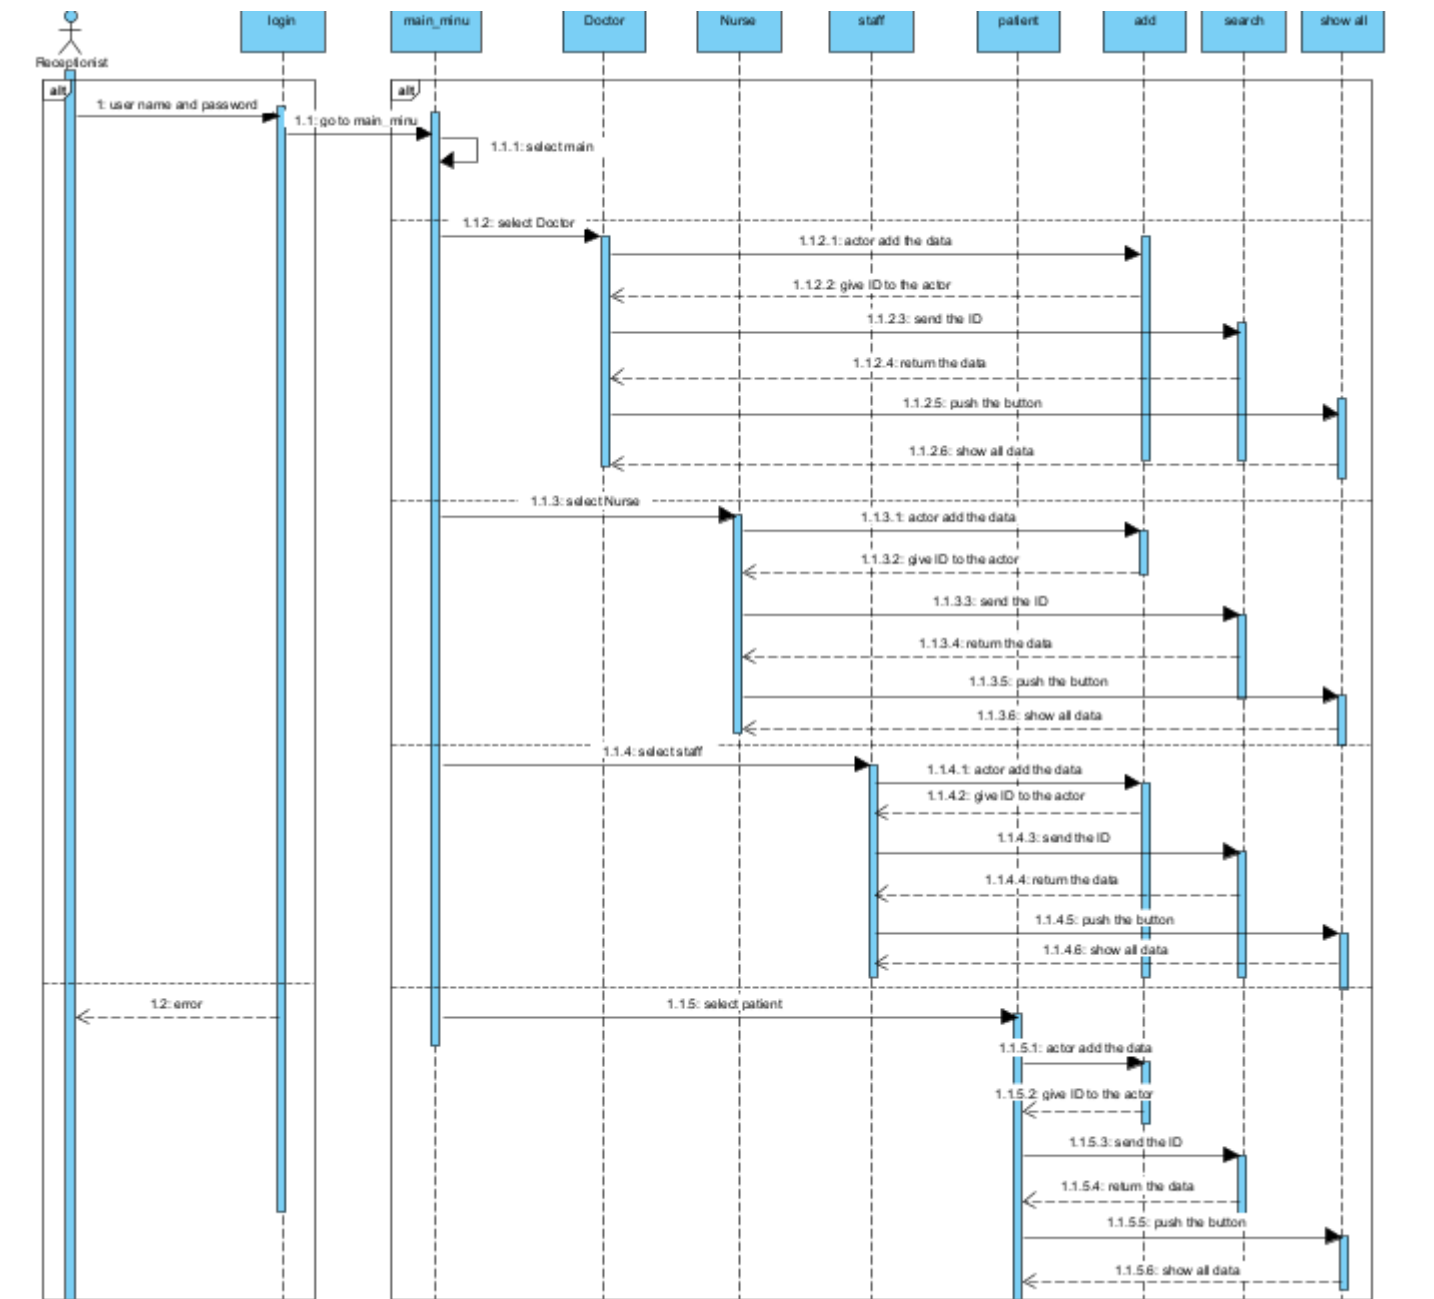 login
main_minu
Doctor
Nurse
staff
patient
add
search
show all
Receptionist
alt
alt
1: user name and password
1.1: go to main_minu
1.1.1: select main
1.1.2: select Doctor
1.1.2.1: actor add the data
1.1.2.2: give ID to the actor
1.1.2.3: send the ID
1.1.2.4: return the data
1.1.2.5: push the button
1.1.2.6: show all data
1.1.3: select Nurse
1.1.3.1: actor add the data
1.1.3.2: give ID to the actor
1.1.3.3: send the ID
1.1.3.4: return the data
1.1.3.5: push the button
1.1.3.6: show all data
1.1.4: select staff
1.1.4.1: actor add the data
1.1.4.2: give ID to the actor
1.1.4.3: send the ID
1.1.4.4: return the data
1.1.4.5: push the button
1.1.4.6: show all data
1.2: error
1.1.5: select patient
1.1.5.1: actor add the data
1.1.5.2: give ID to the actor
1.1.5.3: send the ID
1.1.5.4: return the data
1.1.5.5: push the button
1.1.5.6: show all data